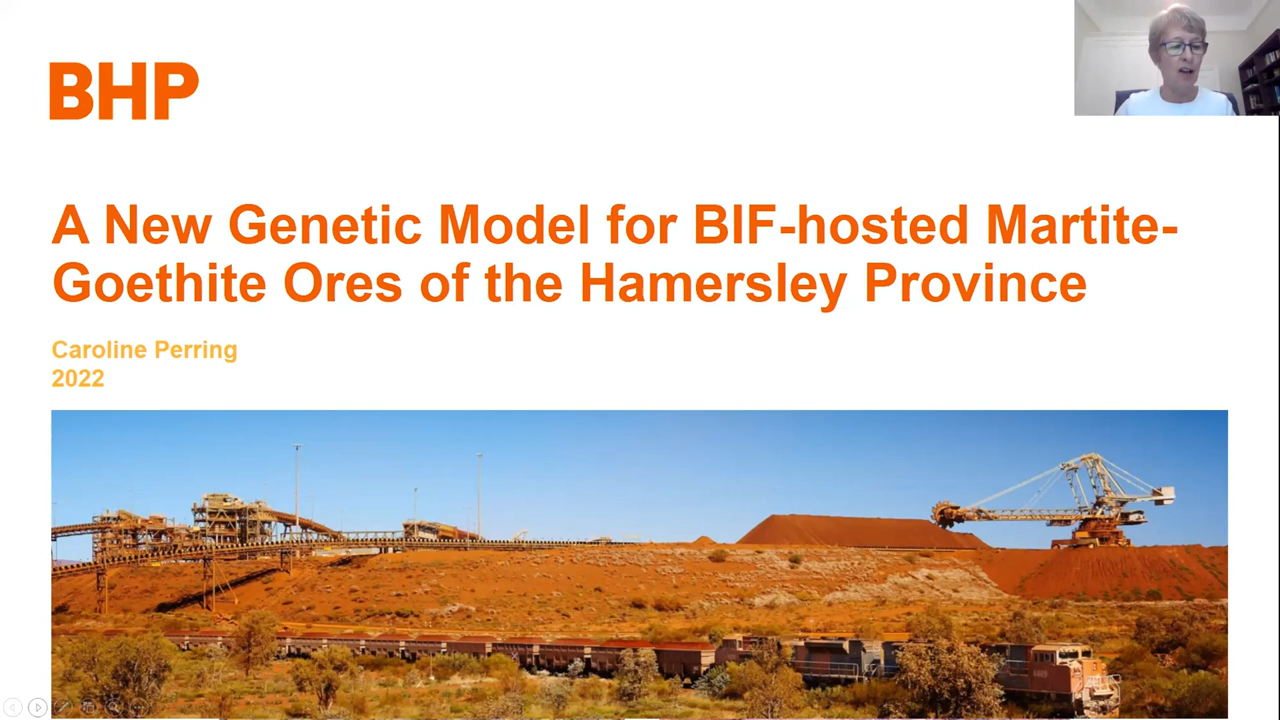 BHP
A New Genetic Model for BIF-hosted Martite-
Goethite Ores of the Hamersley Province
Caroline Perring
2022